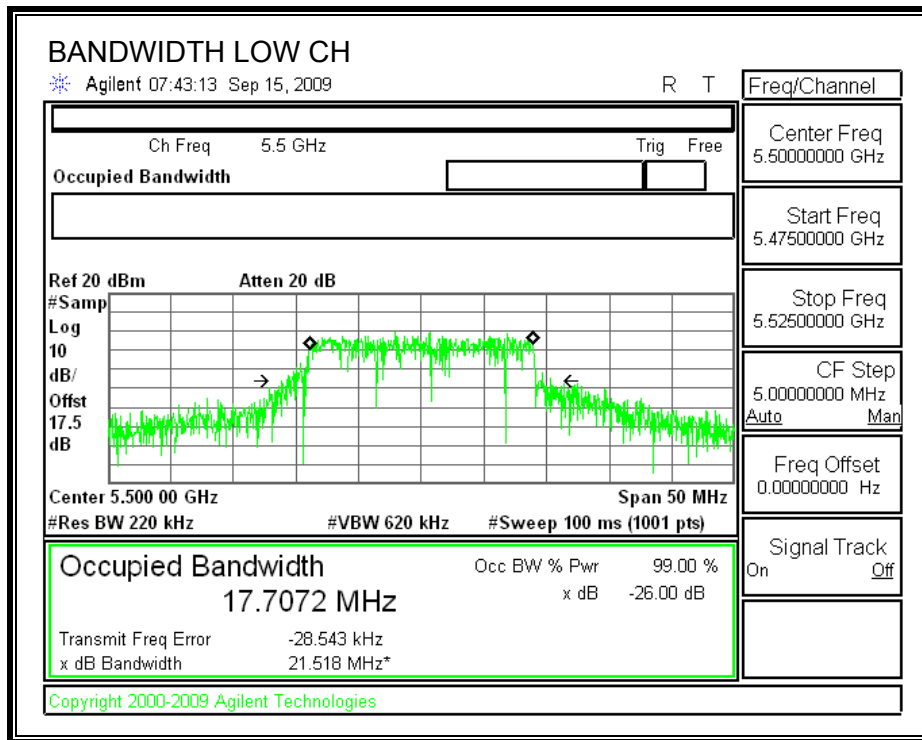 BANDWIDTH LOW CH
Agilent 07:43:13 Sep 15, 2009 R T
Freq/Channel
Ch Freq 5.5 GHz Trig Free
Occupied Bandwidth
Center Freq
5.50000000 GHz
Start Freq
5.47500000 GHz
Stop Freq
5.52500000 GHz
CF Step
5.00000000 MHz
Auto Man
Freq Offset
0.00000000 Hz
Signal Track
On Off
Ref 20 dBm Atten 20 dB
#Samp
Log
10
dB/
Offst
17.5
dB
Center 5.500 00 GHz Span 50 MHz
#Res BW 220 kHz #VBW 620 kHz #Sweep 100 ms (1001 pts)
Occupied Bandwidth Occ BW % Pwr 99.00 %
17.7072 MHz x dB -26.00 dB
Transmit Freq Error -28.543 kHz
x dB Bandwidth 21.518 MHz*
Copyright 2000-2009 Agilent Technologies